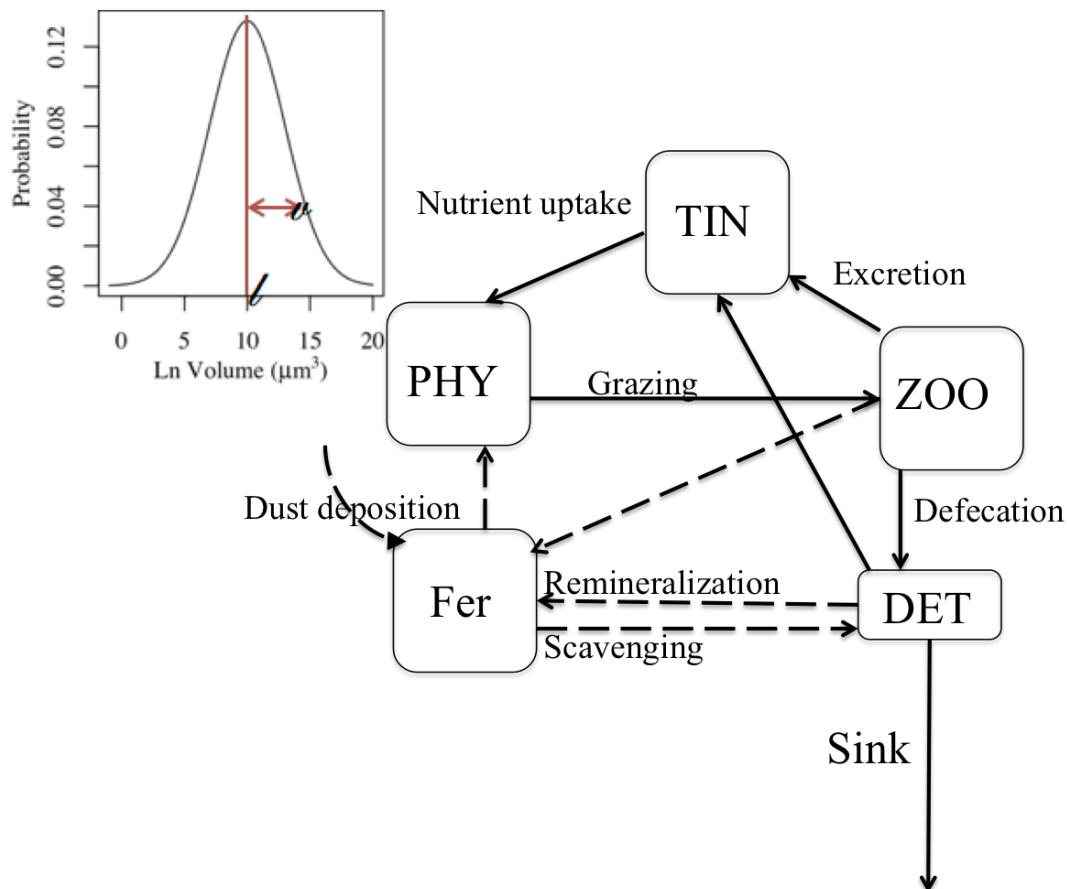 0.12
0.08
0.04
0.00
Probability
v
l
0 5 10 15 20
Ln Volume (μm³)
Nutrient uptake
TIN
Excretion
PHY
Grazing
ZOO
Dust deposition
Defecation
Fer
Remineralization
DET
Scavenging
Sink